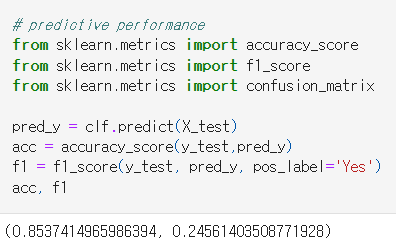 # predictive performance
from sklearn.metrics import accuracy_score
from sklearn.metrics import f1_score
from sklearn.metrics import confusion_matrix
pred_y = clf.predict(X_test)
acc = accuracy_score(y_test,pred_y)
f1 = f1_score(y_test, pred_y, pos_label='Yes')
acc, f1
(0.8537414965986394, 0.24561403508771928)